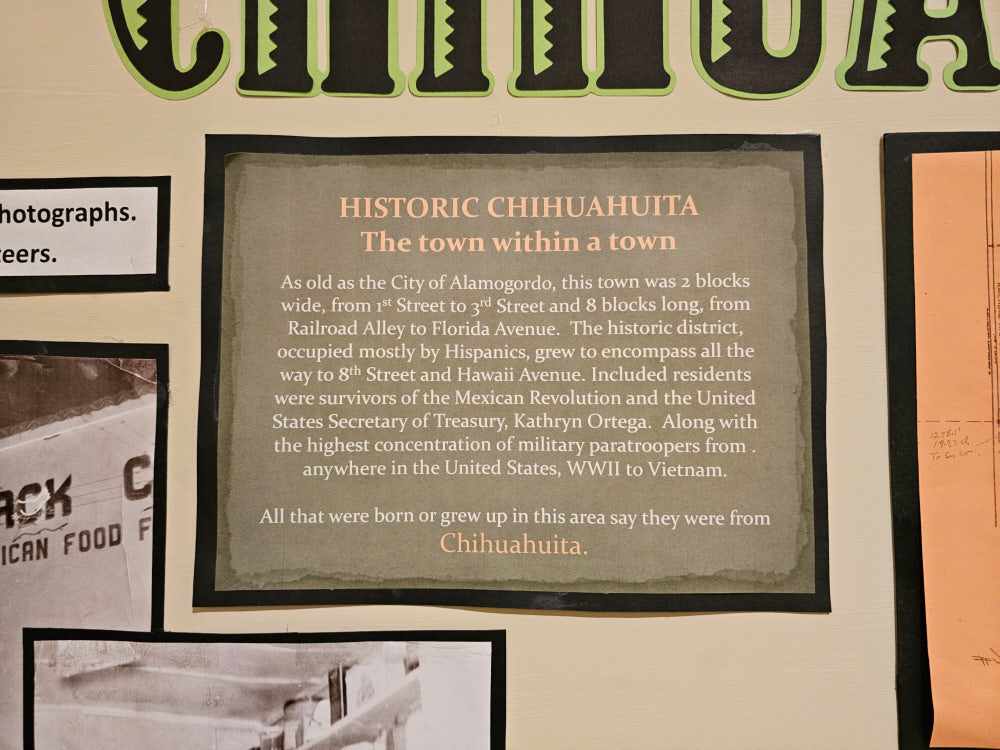 CHIHUA
hotographs.
eers.
HISTORIC CHIHUAHUITA
The town within a town
As old as the City of Alamogordo, this town was 2 blocks
wide, from 1st Street to 3rd Street and 8 blocks long, from
Railroad Alley to Florida Avenue. The historic district,
occupied mostly by Hispanics, grew to encompass all the
way to 8th Street and Hawaii Avenue. Included residents
were survivors of the Mexican Revolution and the United
States Secretary of Treasury, Kathryn Ortega. Along with
the highest concentration of military paratroopers from .
anywhere in the United States, WWII to Vietnam.
All that were born or grew up in this area say they were from
Chihuahuita.
ACK C
ICAN FOOD F